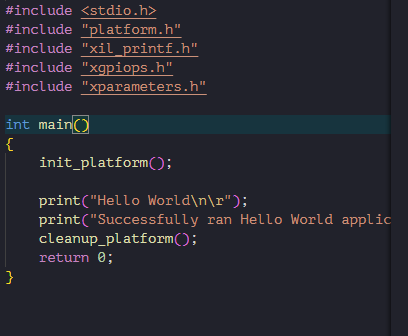 #include <stdio.h>
#include "platform.h"
#include "xil_printf.h"
#include "xgpiops.h"
#include "xparameters.h"
int main()
{
init_platform();
print("Hello World\n\r");
print("Successfully ran Hello World applic
cleanup_platform();
return 0;
}